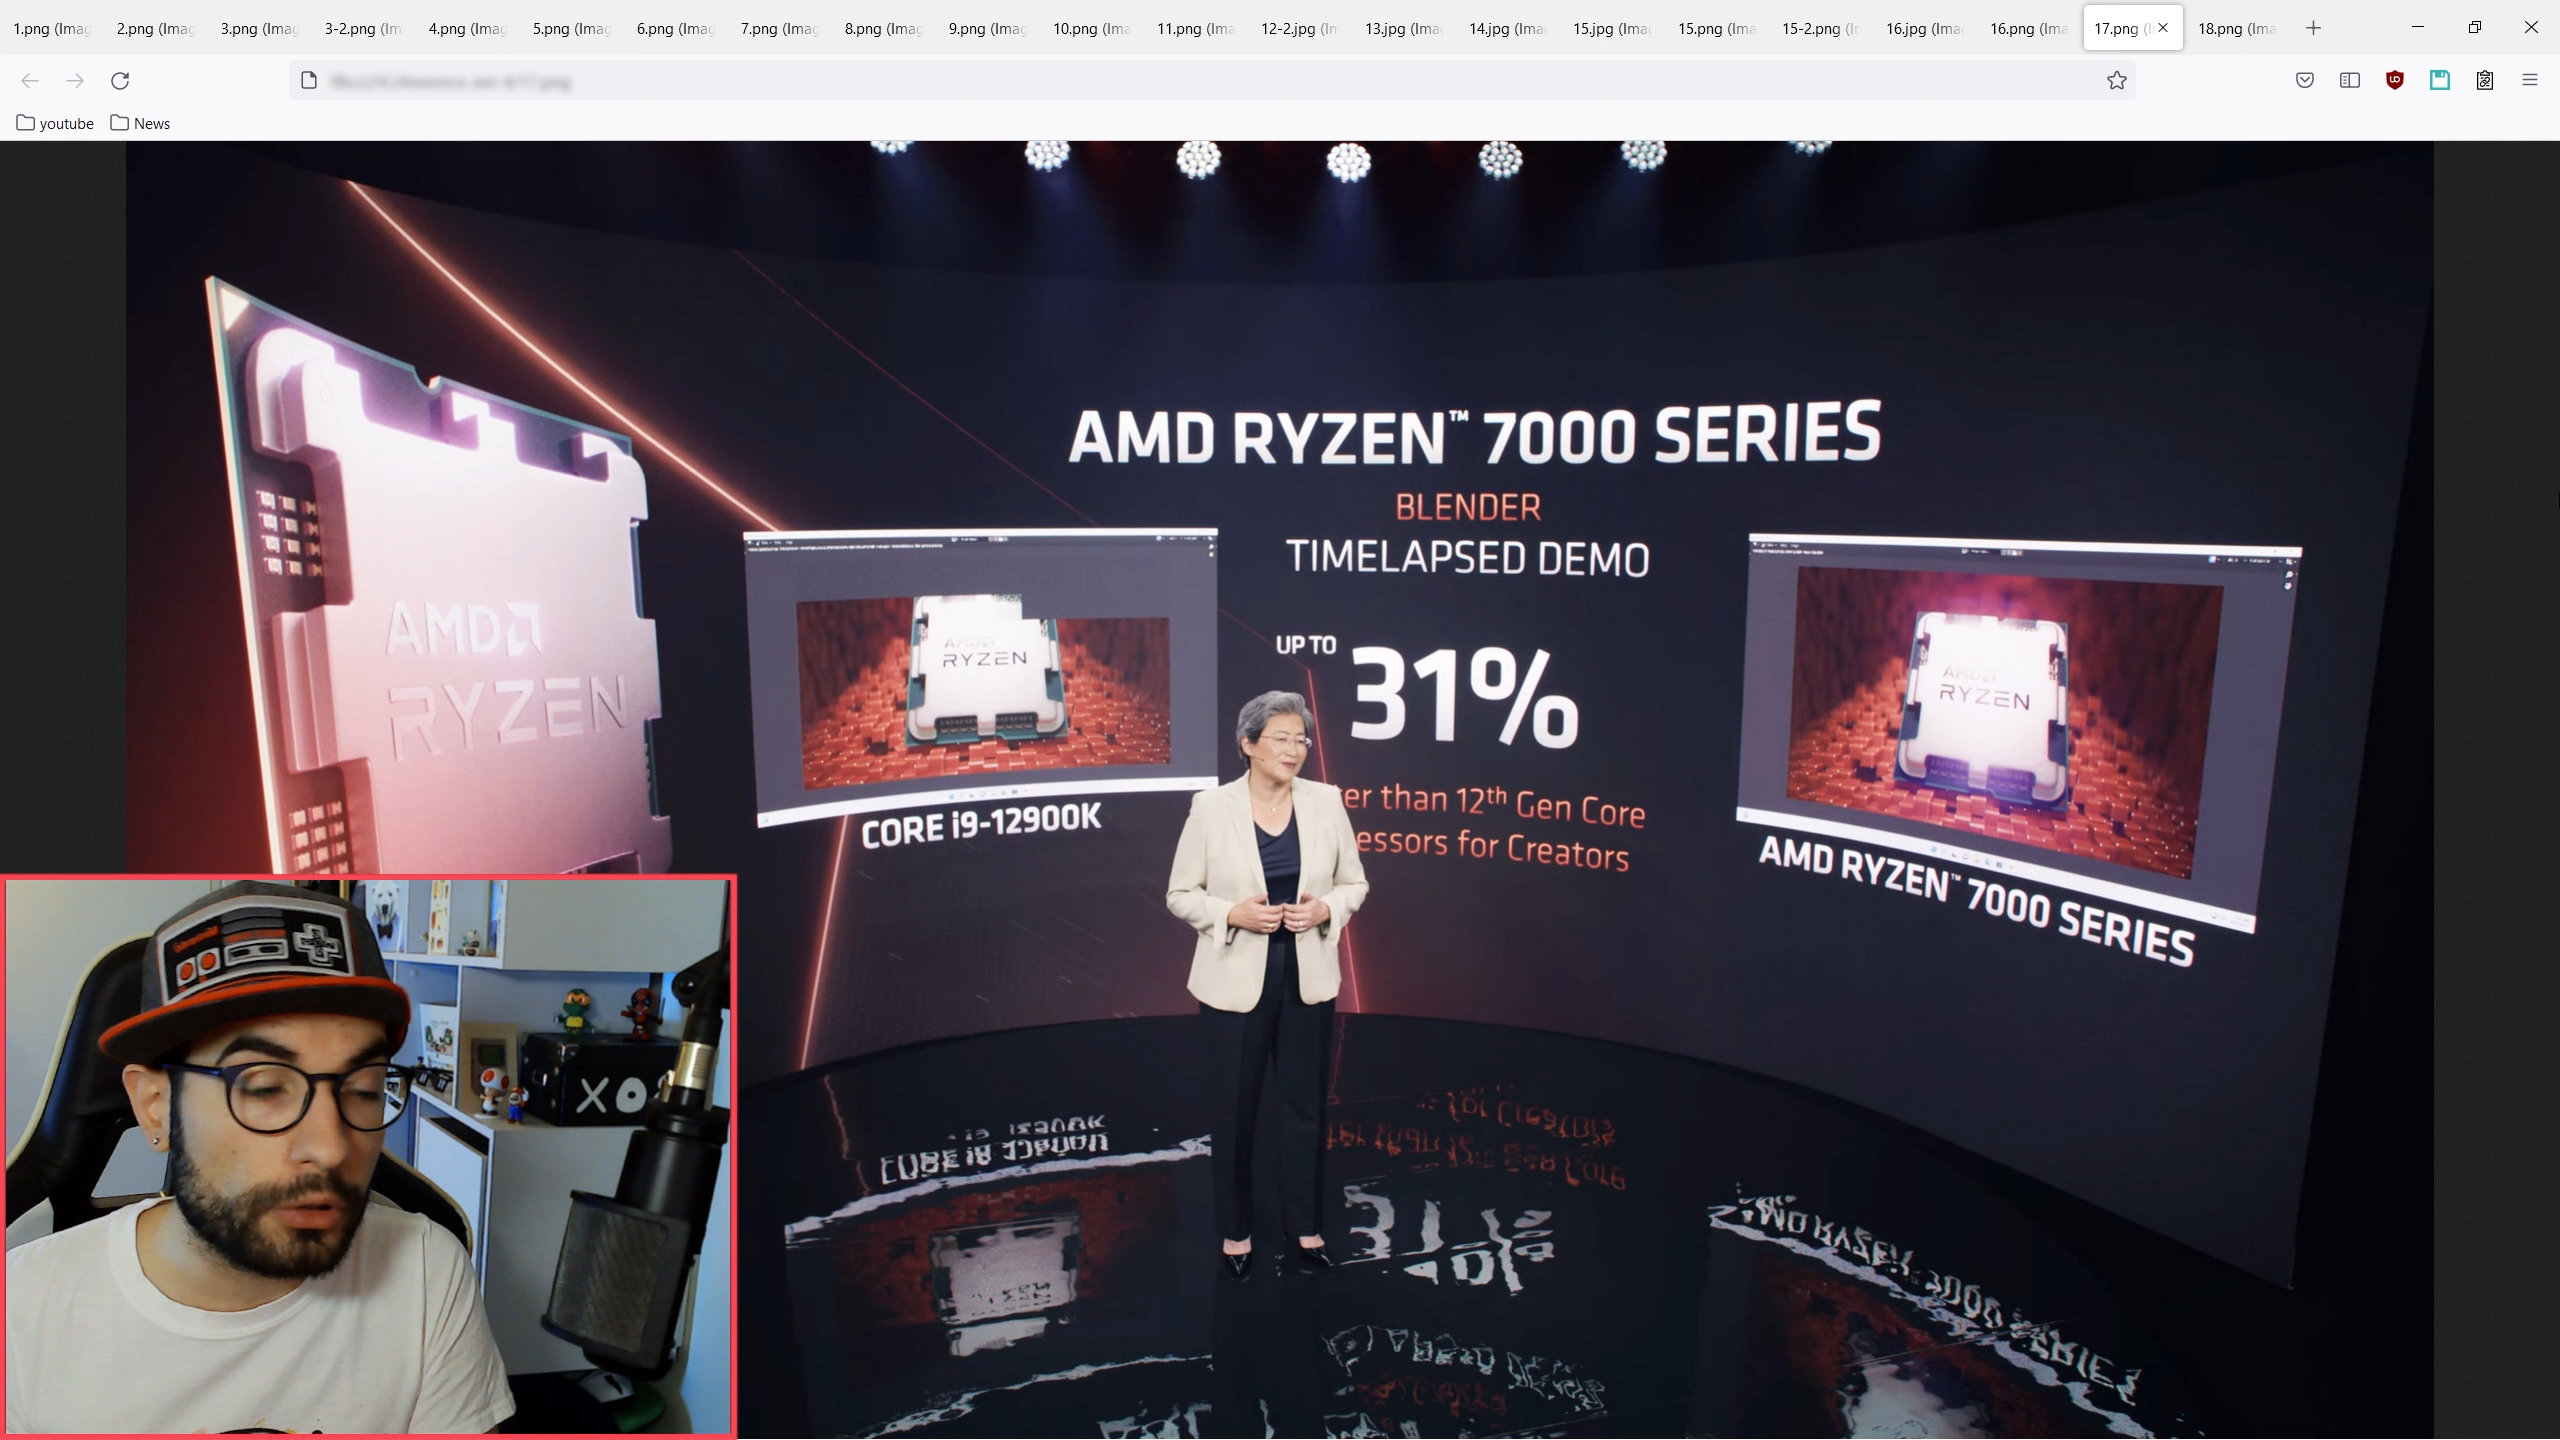 1.png (Imag
2.png (Imag
3.png (Imag
3-2.png (Im
4.png (Imag
5.png (Imag
6.png (Imag
7.png (Imag
8.png (Imag
9.png (Imag
10.png (Ima
11.png (Ima
12-2.jpg (Im
13.jpg (Ima
14.jpg (Ima
15.jpg (Ima
15.png (Ima
15-2.png (I
16.jpg (Ima
16.png (Ima
17.png (I
18.png (Ima
youtube
News
AMD RYZEN™ 7000 SERIES
BLENDER
TIMELAPSED DEMO
UP TO
31%
er than 12th Gen Core
essors for Creators
AMD
RYZEN
AMD
RYZEN
CORE i9-12900K
AMD
RYZEN
AMD RYZEN™ 7000 SERIES